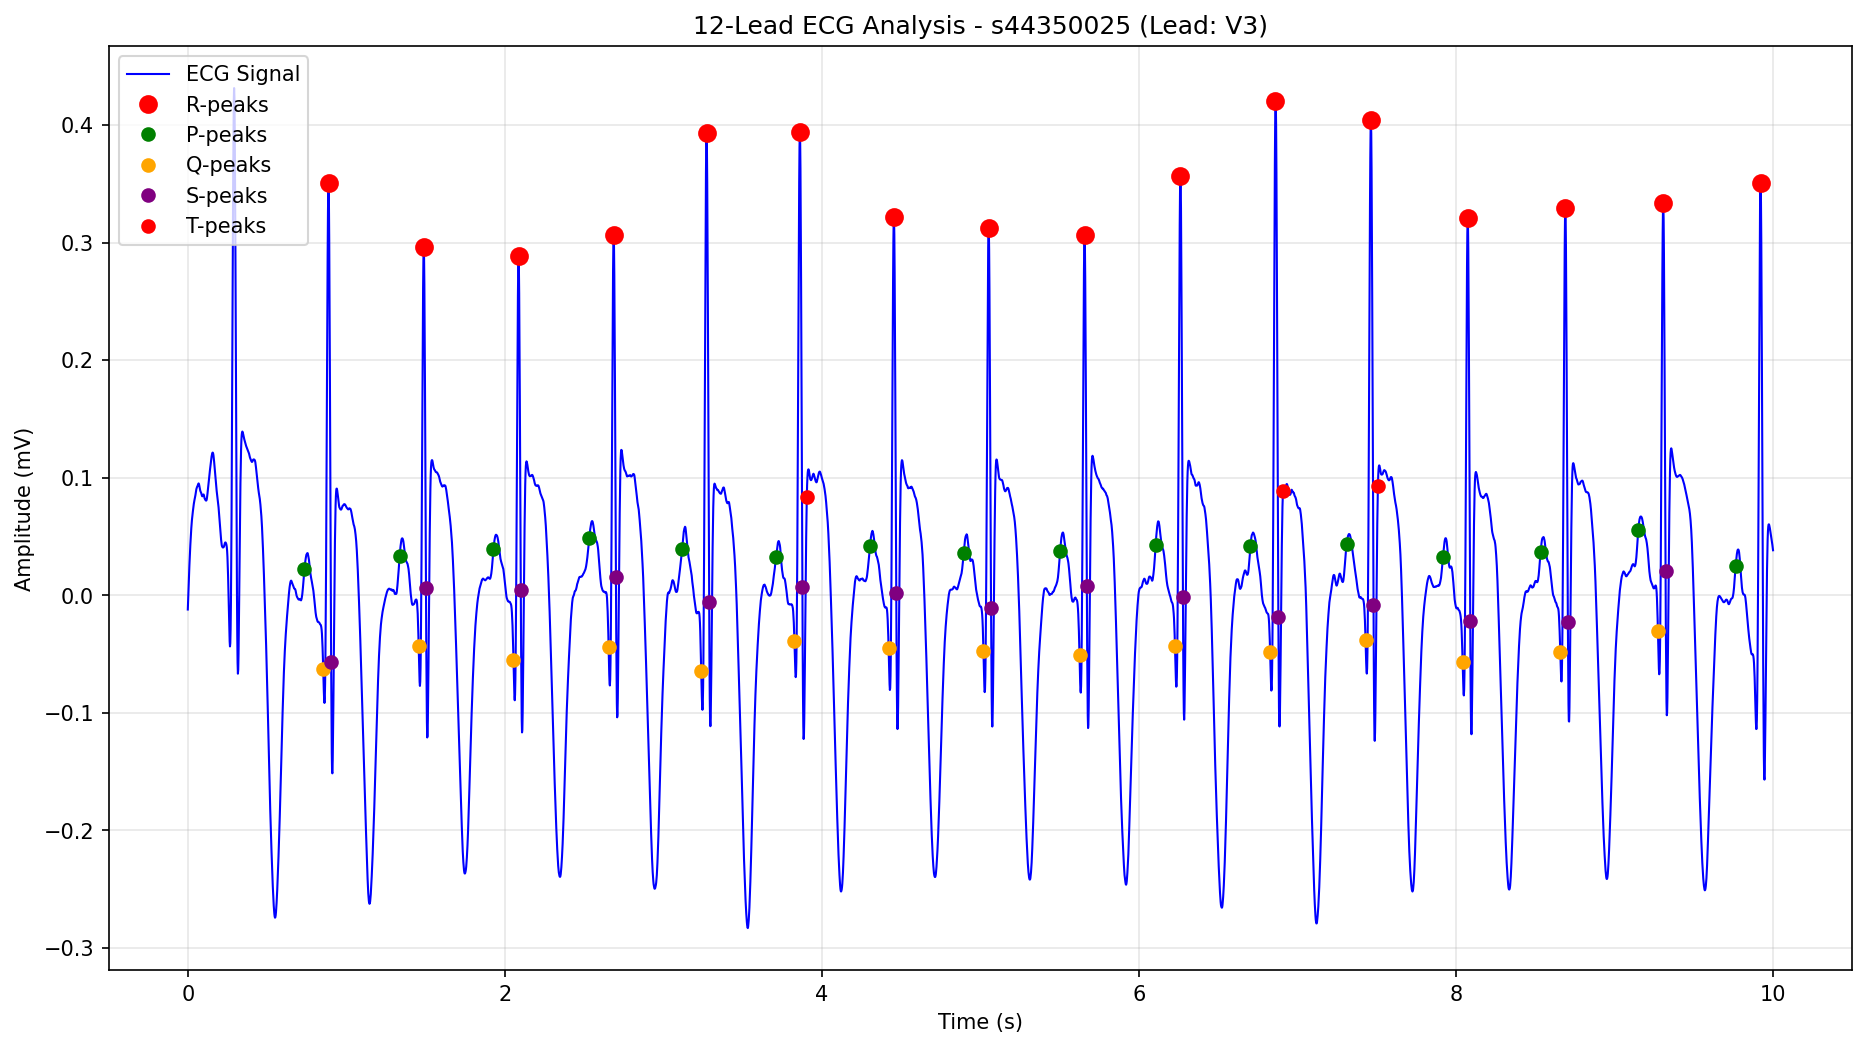 12-Lead ECG Analysis - s44350025 (Lead: V3)
ECG Signal
R-peaks
P-peaks
Q-peaks
S-peaks
T-peaks
Amplitude (mV)
0.4
0.3
0.2
0.1
0.0
−0.1
−0.2
−0.3
0 2 4 6 8 10
Time (s)